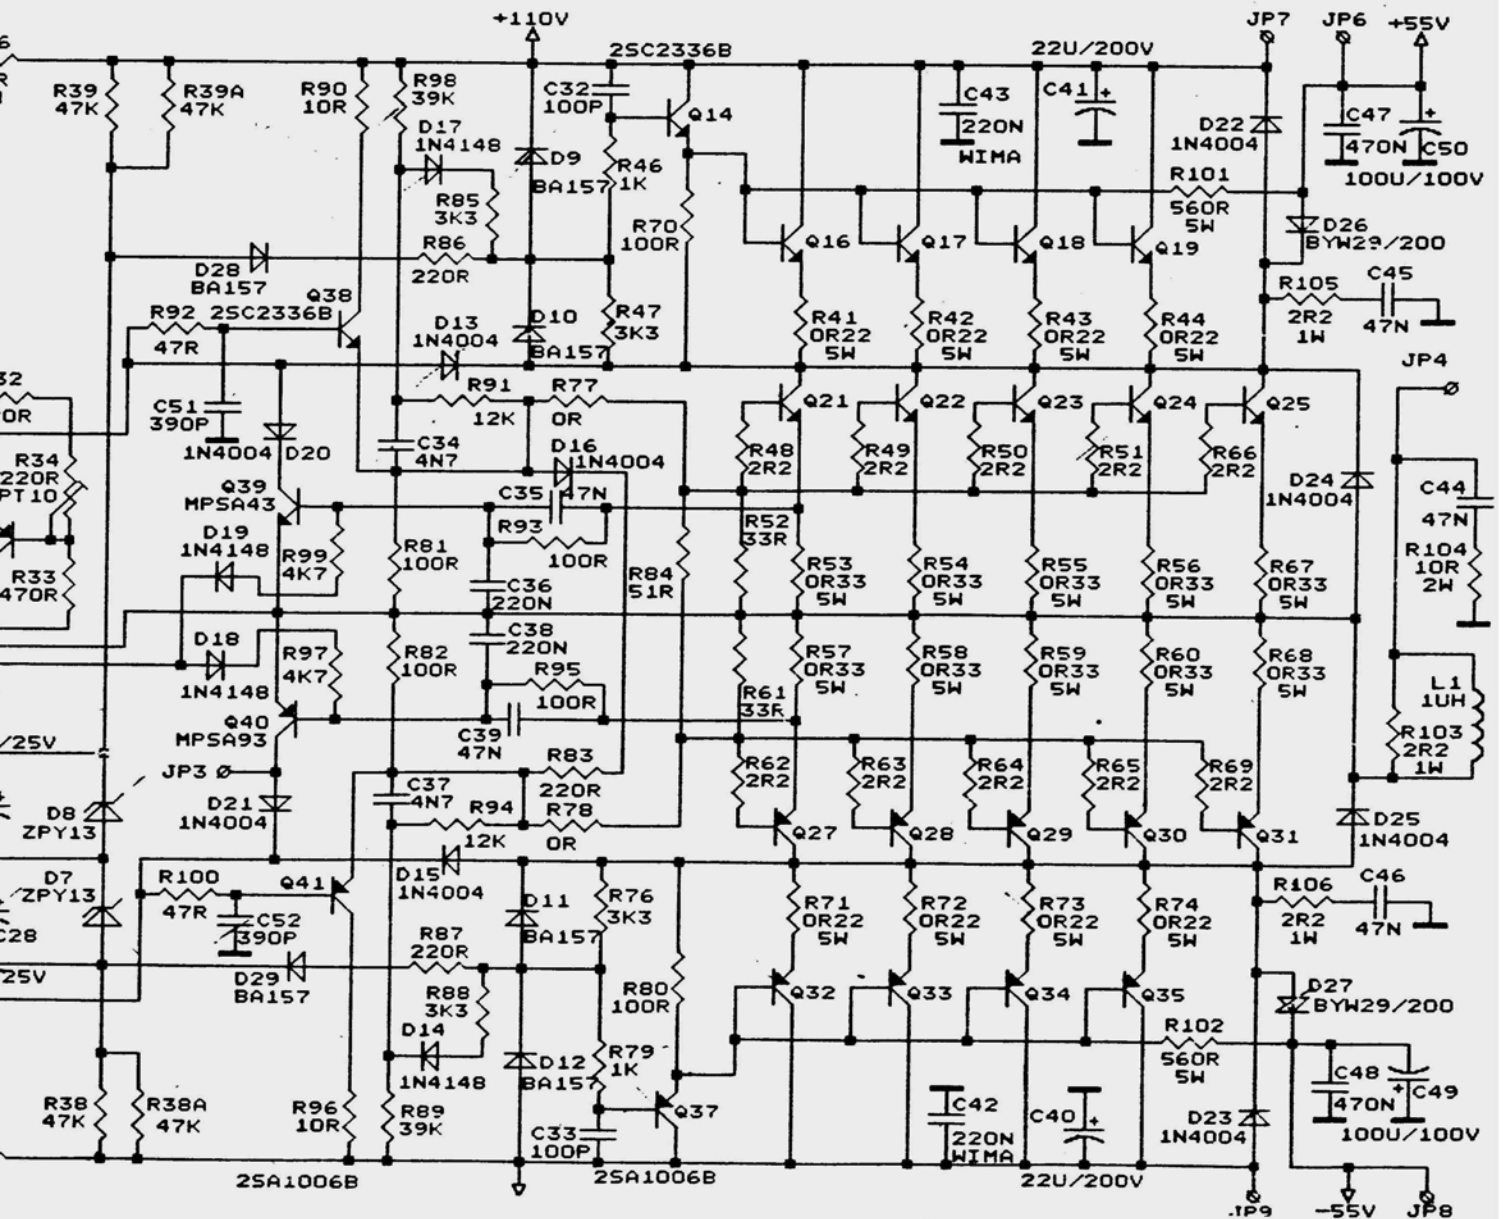 +110V
JP7
JP6
+55V
2SC2336B
22U/200V
R39
47K
R39A
47K
R90
10R
R98
39K
C32
100P
Q14
C43
220N
WIMA
C41
+
D22
1N4004
C47
470N
+
C50
100U/100V
D17
1N4148
D9
BA157
R46
1K
R85
3K3
R70
100R
R101
560R
5W
D26
BYW29/200
R86
220R
D28
BA157
Q16
Q17
Q18
Q19
Q38
2SC2336B
R92
47R
D13
1N4004
D10
BA157
R47
3K3
R41
0R22
5W
R42
0R22
5W
R43
0R22
5W
R44
0R22
5W
R105
2R2
1W
C45
47N
JP4
32
0R
C51
390P
1N4004
D20
R91
12K
R77
0R
Q21
Q22
Q23
Q24
Q25
C34
4N7
D16
1N4004
R48
2R2
R49
2R2
R50
2R2
R51
2R2
R66
2R2
D24
1N4004
C44
47N
R34
220R
PT10
Q39
MPSA43
C35
47N
R93
100R
R52
33R
D19
1N4148
R99
4K7
R81
100R
C36
220N
R84
51R
R53
0R33
5W
R54
0R33
5W
R55
0R33
5W
R56
0R33
5W
R67
0R33
5W
R104
10R
2W
R33
470R
D18
1N4148
R97
4K7
R82
100R
C38
220N
R95
100R
R57
0R33
5W
R58
0R33
5W
R59
0R33
5W
R60
0R33
5W
R68
0R33
5W
R61
33R
L1
1UH
R103
2R2
1W
Q40
MPSA93
C39
47N
/25V
JP3
D21
1N4004
C37
4N7
R83
220R
R94
12K
R78
0R
R62
2R2
R63
2R2
R64
2R2
R65
2R2
R69
2R2
D8
ZPY13
Q27
Q28
Q29
Q30
Q31
D25
1N4004
D7
ZPY13
R100
47R
Q41
D15
1N4004
D11
BA157
R76
3K3
R71
0R22
5W
R72
0R22
5W
R73
0R22
5W
R74
0R22
5W
R106
2R2
1W
C46
47N
C28
C52
390P
R87
220R
25V
D29
BA157
R88
3K3
R80
100R
Q32
Q33
Q34
Q35
D27
BYW29/200
D14
1N4148
D12
BA157
R79
1K
R102
560R
5W
R38
47K
R38A
47K
R96
10R
R89
39K
C33
100P
Q37
C42
220N
WIMA
C40
+
D23
1N4004
C48
470N
+
C49
100U/100V
2SA1006B
2SA1006B
22U/200V
JP9
-55V
JP8